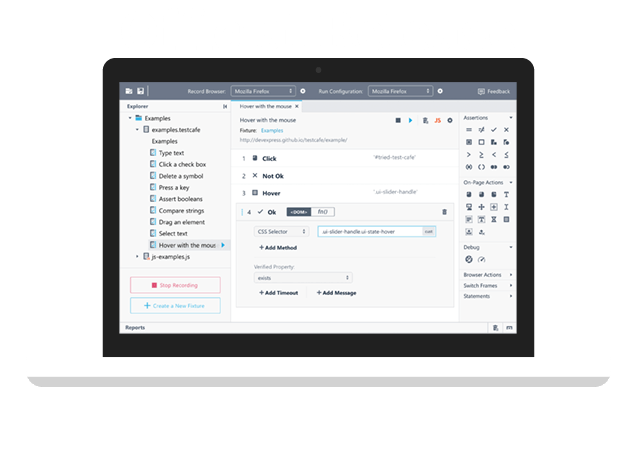 Record Browser: Mozilla Firefox Run Configuration: Mozilla Firefox Feedback
Explorer
Hover with the mouse ×
Examples
examples.testcafe
Examples
Type text
Click a check box
Delete a symbol
Press a key
Assert booleans
Compare strings
Drag an element
Select text
Hover with the mous
js-examples.js
Stop Recording
Create a New Fixture
Hover with the mouse
JS
Fixture: Examples
http://devexpress.github.io/testcafe/example/
1 Click '#tried-test-cafe'
2 Not Ok
3 Hover '.ui-slider-handle'
4 Ok <DOM> fn()
CSS Selector .ui-slider-handle.ui-state-hover
+ Add Method
Verified Property:
exists
+ Add Timeout + Add Message
Assertions
On-Page Actions
Debug
Browser Actions
Switch Frames
Statements
Reports